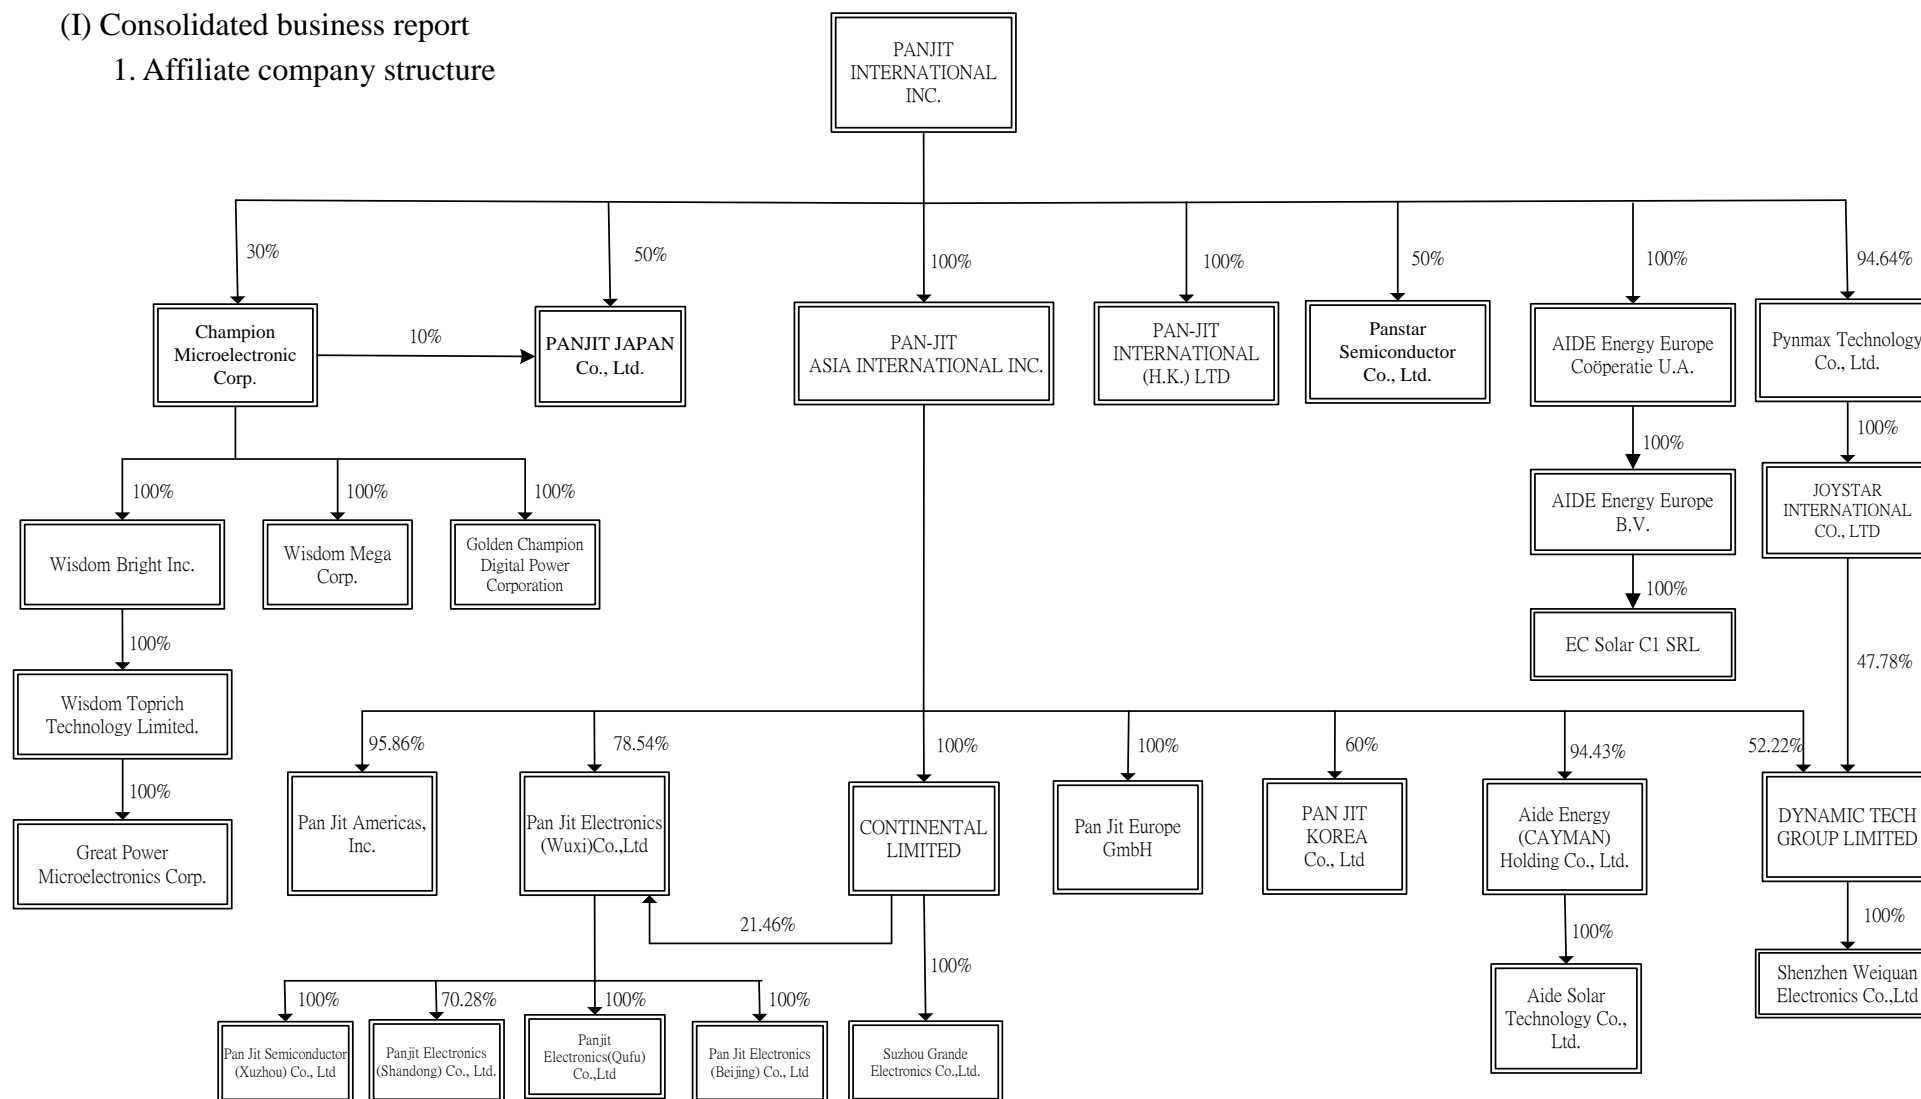 (I) Consolidated business report
1. Affiliate company structure
PANJIT
INTERNATIONAL
INC.
30%
50%
100%
100%
50%
100%
94.64%
Champion
Microelectronic
Corp.
10%
PANJIT JAPAN
Co., Ltd.
PAN-JIT
ASIA INTERNATIONAL INC.
PAN-JIT
INTERNATIONAL
(H.K.) LTD
Panstar
Semiconductor
Co., Ltd.
AIDE Energy Europe
Coöperatie U.A.
Pynmax Technology
Co., Ltd.
100%
100%
100%
100%
100%
Wisdom Bright Inc.
Wisdom Mega
Corp.
Golden Champion
Digital Power
Corporation
AIDE Energy Europe
B.V.
JOYSTAR
INTERNATIONAL
CO., LTD
100%
100%
EC Solar C1 SRL
47.78%
Wisdom Toprich
Technology Limited.
95.86%
78.54%
100%
100%
60%
94.43%
52.22%
100%
Great Power
Microelectronics Corp.
Pan Jit Americas,
Inc.
Pan Jit Electronics
(Wuxi)Co.,Ltd
CONTINENTAL
LIMITED
Pan Jit Europe
GmbH
PAN JIT
KOREA
Co., Ltd
Aide Energy
(CAYMAN)
Holding Co., Ltd.
DYNAMIC TECH
GROUP LIMITED
21.46%
100%
100%
100%
100%
70.28%
100%
100%
Pan Jit Semiconductor
(Xuzhou) Co., Ltd
Panjit Electronics
(Shandong) Co., Ltd.
Panjit
Electronics(Qufu)
Co.,Ltd
Pan Jit Electronics
(Beijing) Co., Ltd
Suzhou Grande
Electronics Co.,Ltd.
Aide Solar
Technology Co.,
Ltd.
Shenzhen Weiquan
Electronics Co.,Ltd